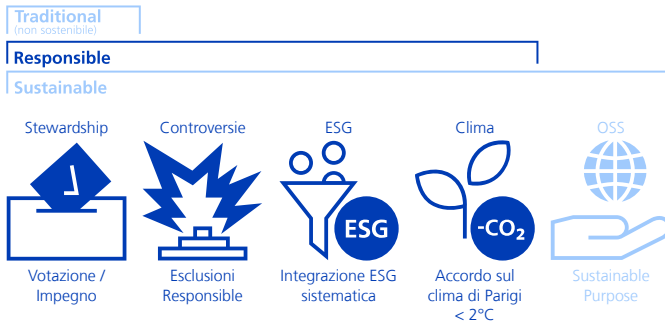 Traditional
(non sostenibile)
Responsible
Sustainable
Stewardship
Controversie
ESG
Clima
OSS
ESG
-CO₂
Votazione /
Impegno
Esclusioni
Responsible
Integrazione ESG
sistematica
Accordo sul
clima di Parigi
< 2°C
Sustainable
Purpose